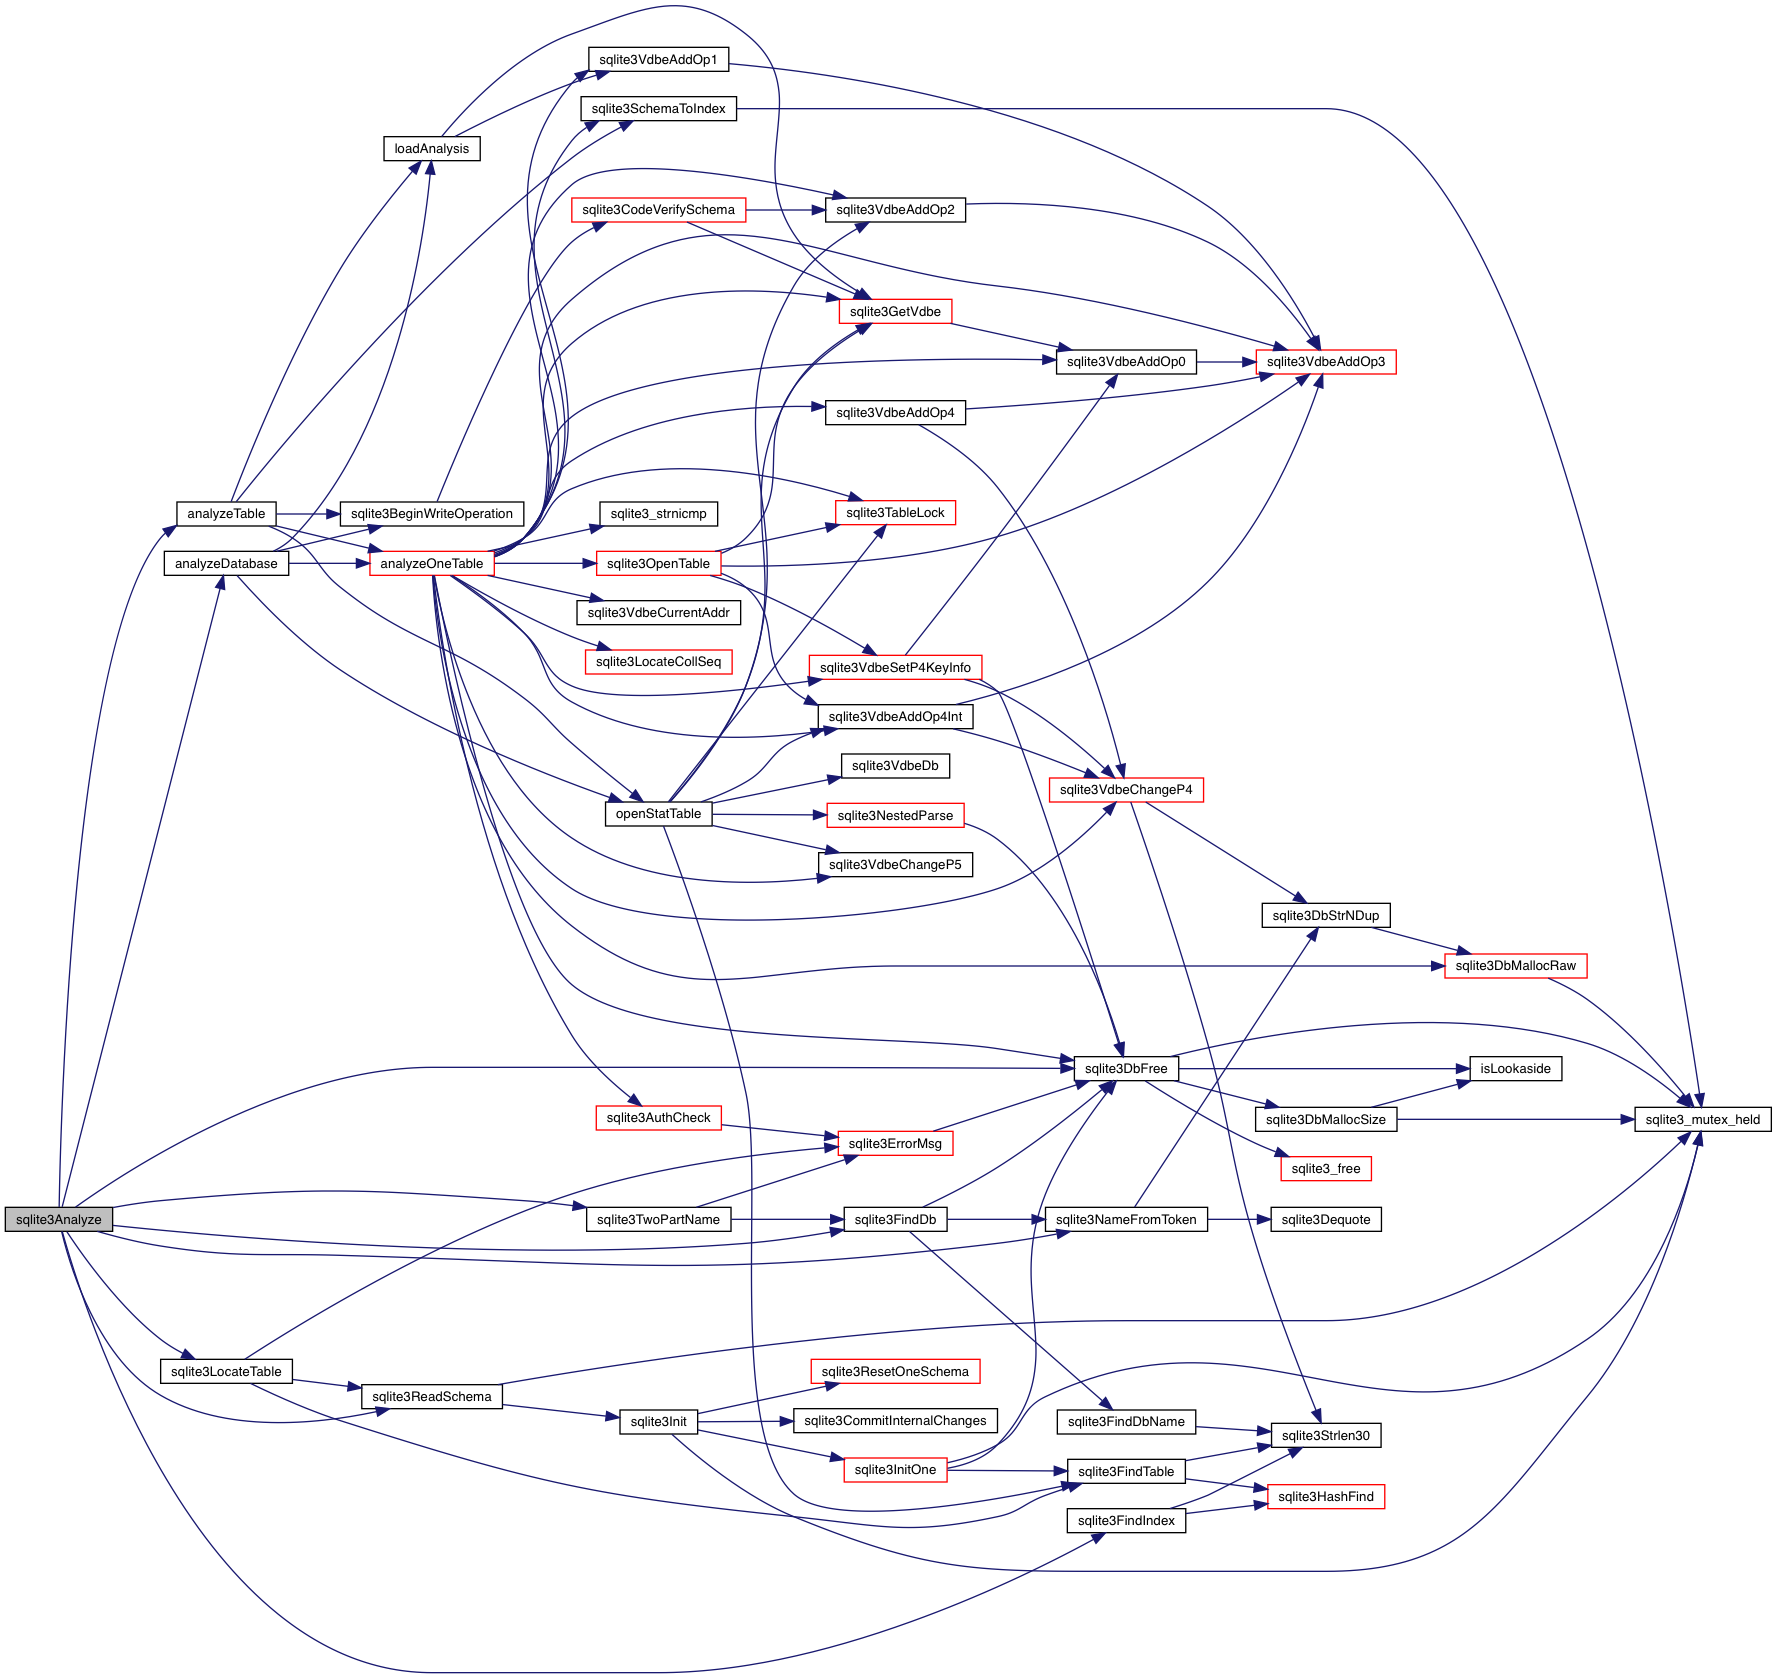 sqlite3VdbeAddOp1
sqlite3SchemaToIndex
loadAnalysis
sqlite3CodeVerifySchema
sqlite3VdbeAddOp2
sqlite3GetVdbe
sqlite3VdbeAddOp0
sqlite3VdbeAddOp3
sqlite3VdbeAddOp4
analyzeTable
sqlite3BeginWriteOperation
sqlite3_strnicmp
sqlite3TableLock
analyzeDatabase
analyzeOneTable
sqlite3OpenTable
sqlite3VdbeCurrentAddr
sqlite3LocateCollSeq
sqlite3VdbeSetP4KeyInfo
sqlite3VdbeAddOp4Int
sqlite3VdbeDb
sqlite3VdbeChangeP4
openStatTable
sqlite3NestedParse
sqlite3VdbeChangeP5
sqlite3DbStrNDup
sqlite3DbMallocRaw
sqlite3DbFree
isLookaside
sqlite3AuthCheck
sqlite3DbMallocSize
sqlite3_mutex_held
sqlite3ErrorMsg
sqlite3_free
sqlite3Analyze
sqlite3TwoPartName
sqlite3FindDb
sqlite3NameFromToken
sqlite3Dequote
sqlite3LocateTable
sqlite3ResetOneSchema
sqlite3ReadSchema
sqlite3Init
sqlite3CommitInternalChanges
sqlite3FindDbName
sqlite3Strlen30
sqlite3InitOne
sqlite3FindTable
sqlite3HashFind
sqlite3FindIndex